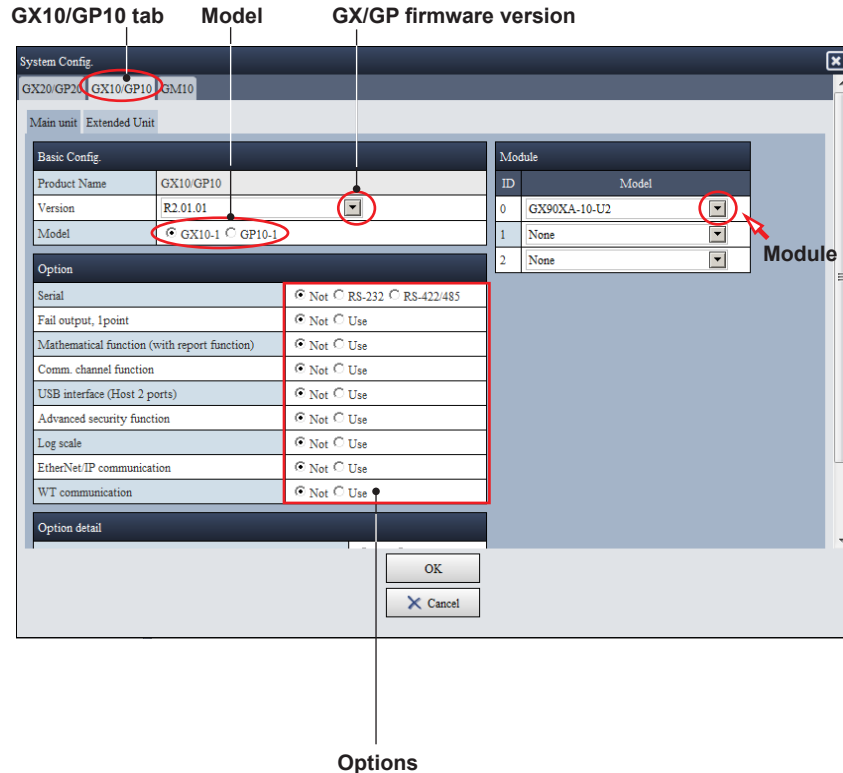 GX10/GP10 tab Model GX/GP firmware version
System Config.
GX20/GP20 GX10/GP10 GM10
Main unit Extended Unit
Basic Config.
Product Name GX10/GP10
Version R2.01.01
Model GX10-1 GP10-1
Module
ID Model
0 GX90XA-10-U2
1 None
2 None
Module
Option
Serial Not RS-232 RS-422/485
Fail output, 1point Not Use
Mathematical function (with report function) Not Use
Comm. channel function Not Use
USB interface (Host 2 ports) Not Use
Advanced security function Not Use
Log scale Not Use
EtherNet/IP communication Not Use
WT communication Not Use
Option detail
OK
Cancel
Options